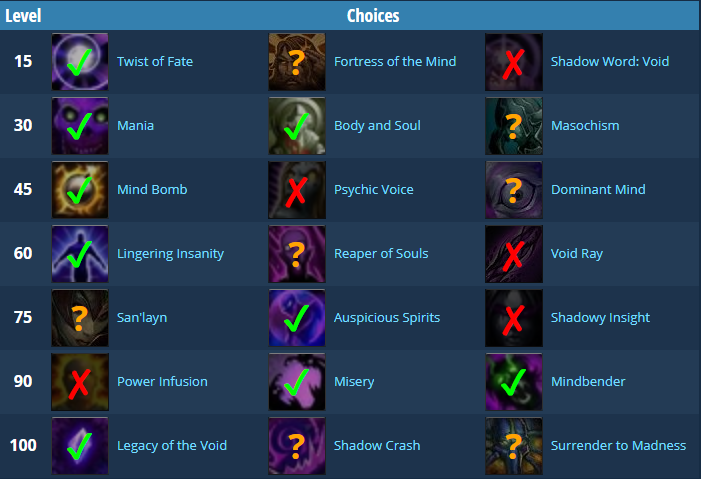 Level Choices
15 Twist of Fate ? Fortress of the Mind Shadow Word: Void
30 Mania Body and Soul ? Masochism
45 Mind Bomb Psychic Voice ? Dominant Mind
60 Lingering Insanity ? Reaper of Souls Void Ray
75 ? San'layn Auspicious Spirits Shadowy Insight
90 Power Infusion Misery Mindbender
100 Legacy of the Void ? Shadow Crash ? Surrender to Madness